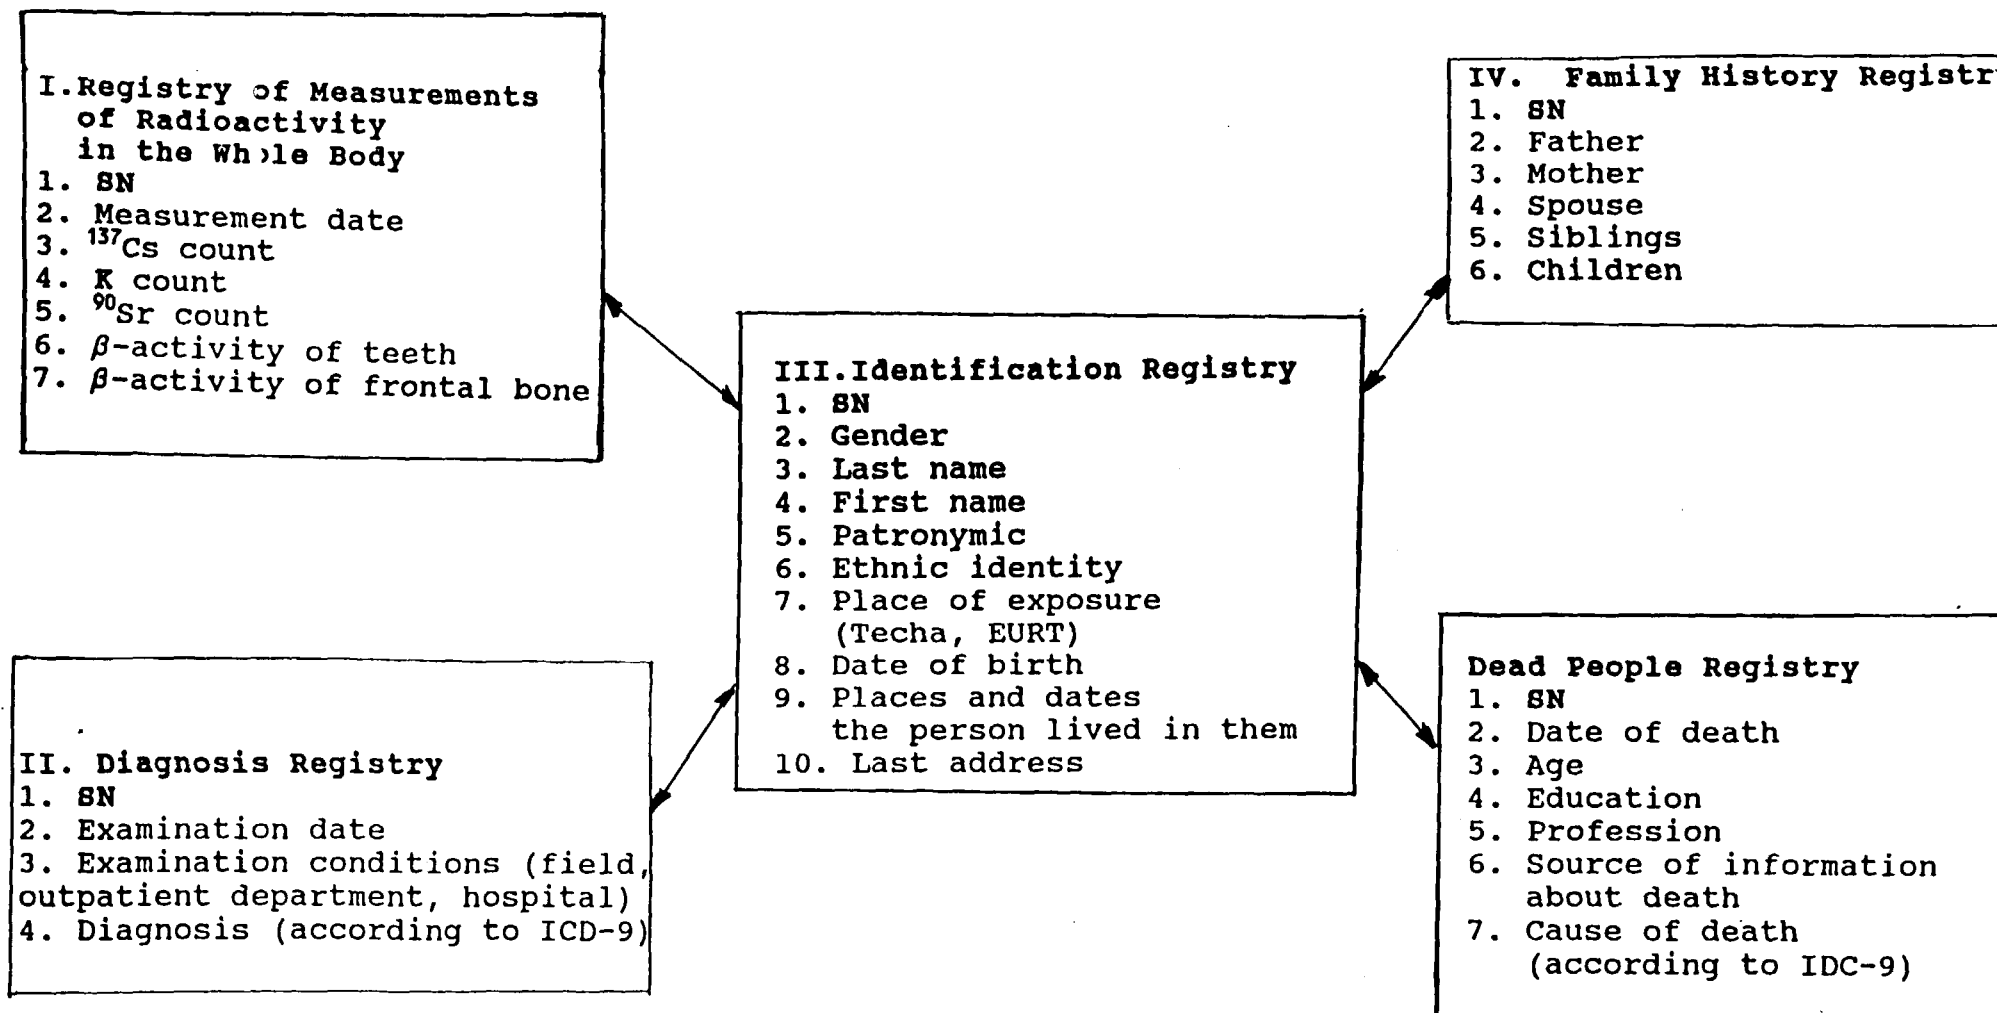 I.Registry of Measurements
of Radioactivity
in the Whole Body
1. SN
2. Measurement date
3. ¹³⁷Cs count
4. K count
5. ⁹⁰Sr count
6. β-activity of teeth
7. β-activity of frontal bone
II. Diagnosis Registry
1. SN
2. Examination date
3. Examination conditions (field,
outpatient department, hospital)
4. Diagnosis (according to ICD-9)
III.Identification Registry
1. SN
2. Gender
3. Last name
4. First name
5. Patronymic
6. Ethnic identity
7. Place of exposure
(Techa, EURT)
8. Date of birth
9. Places and dates
the person lived in them
10. Last address
IV. Family History Registr
1. SN
2. Father
3. Mother
4. Spouse
5. Siblings
6. Children
Dead People Registry
1. SN
2. Date of death
3. Age
4. Education
5. Profession
6. Source of information
about death
7. Cause of death
(according to IDC-9)